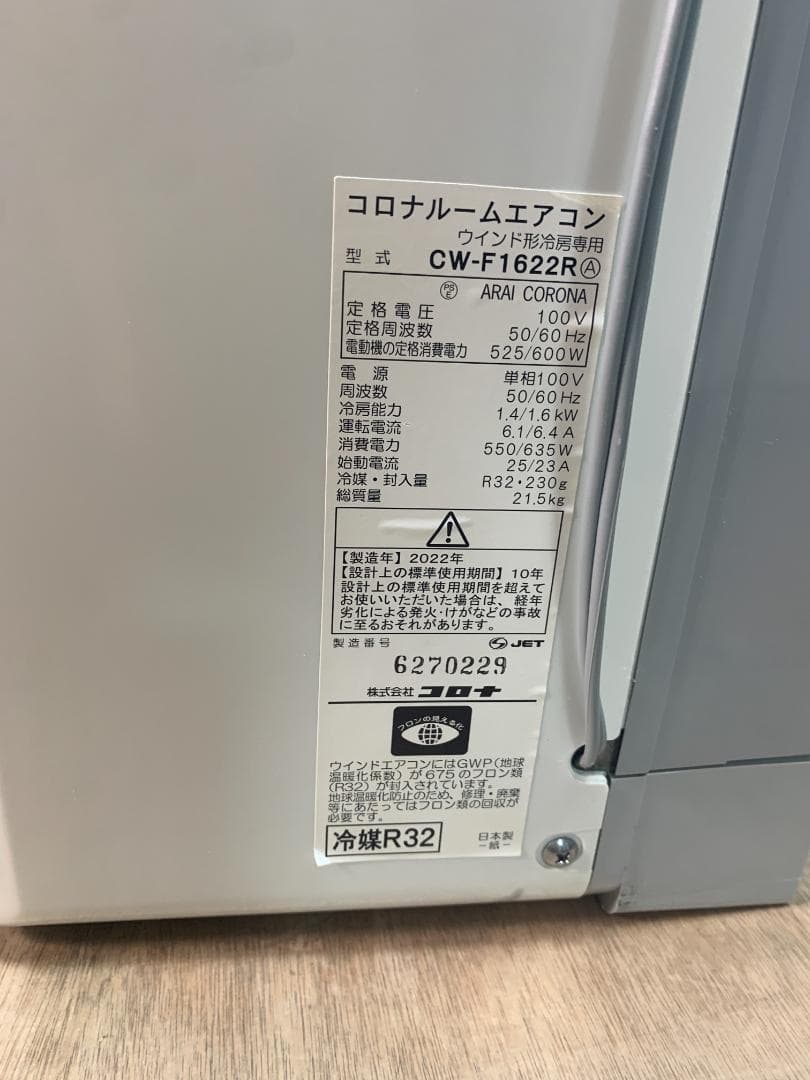 コロナルームエアコン
ウインド形冷房専用
型式 CW-F1622RⒶ
PSE ARAI CORONA
定格電圧 100V
定格周波数 50/60Hz
電動機の定格消費電力 525/600W
電源 単相100V
周波数 50/60Hz
冷房能力 1.4/1.6kW
運転電流 6.1/6.4A
消費電力 550/635W
始動電流 25/23A
冷媒・封入量 R32・230g
総質量 21.5kg
【製造年】2022年
【設計上の標準使用期間】10年
設計上の標準使用期間を超えて
お使いいただいた場合は、経年
劣化による発火・けがなどの事故
に至るおそれがあります。
製造番号 JET
6270229
株式会社 コロナ
フロンの見える化
ウインドエアコンにはGWP(地球
温暖化係数)が675のフロン類
(R32)が封入されています。
地球温暖化防止のため、修理・廃棄
等にあたってはフロン類の回収が
必要です。
冷媒R32
日本製
-紙-